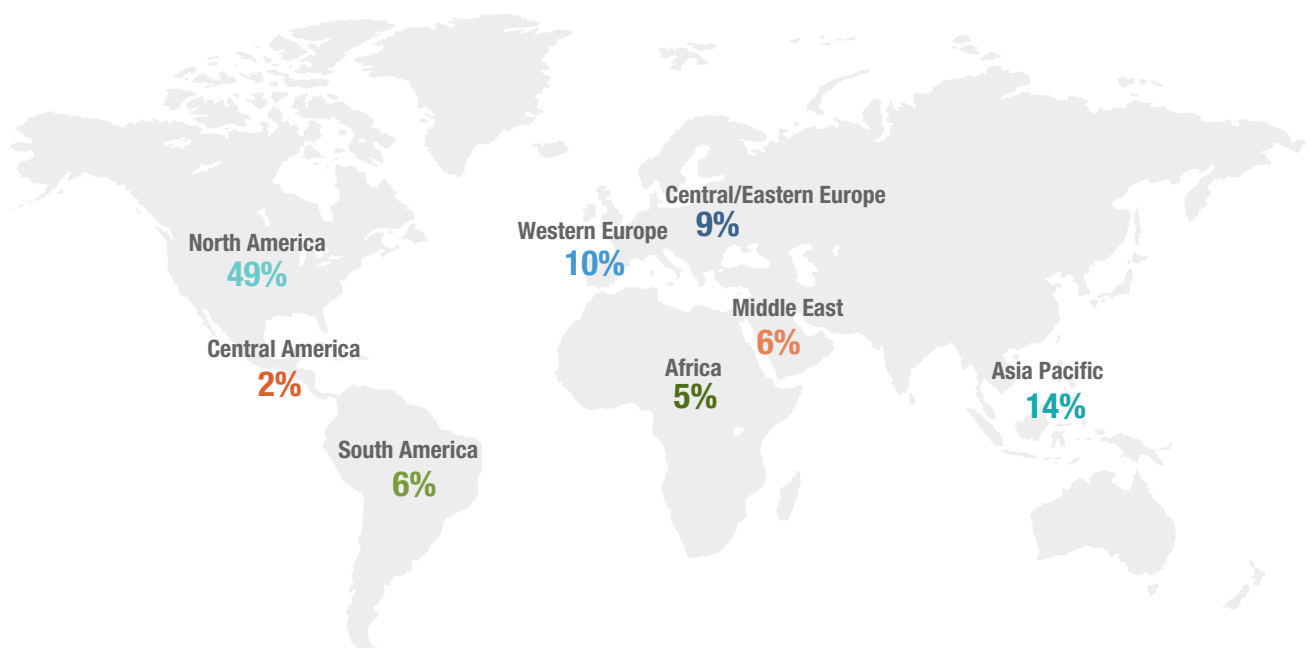 Central/Eastern Europe
9%
Western Europe
10%
North America
49%
Middle East
6%
Central America
2%
Africa
5%
Asia Pacific
14%
South America
6%